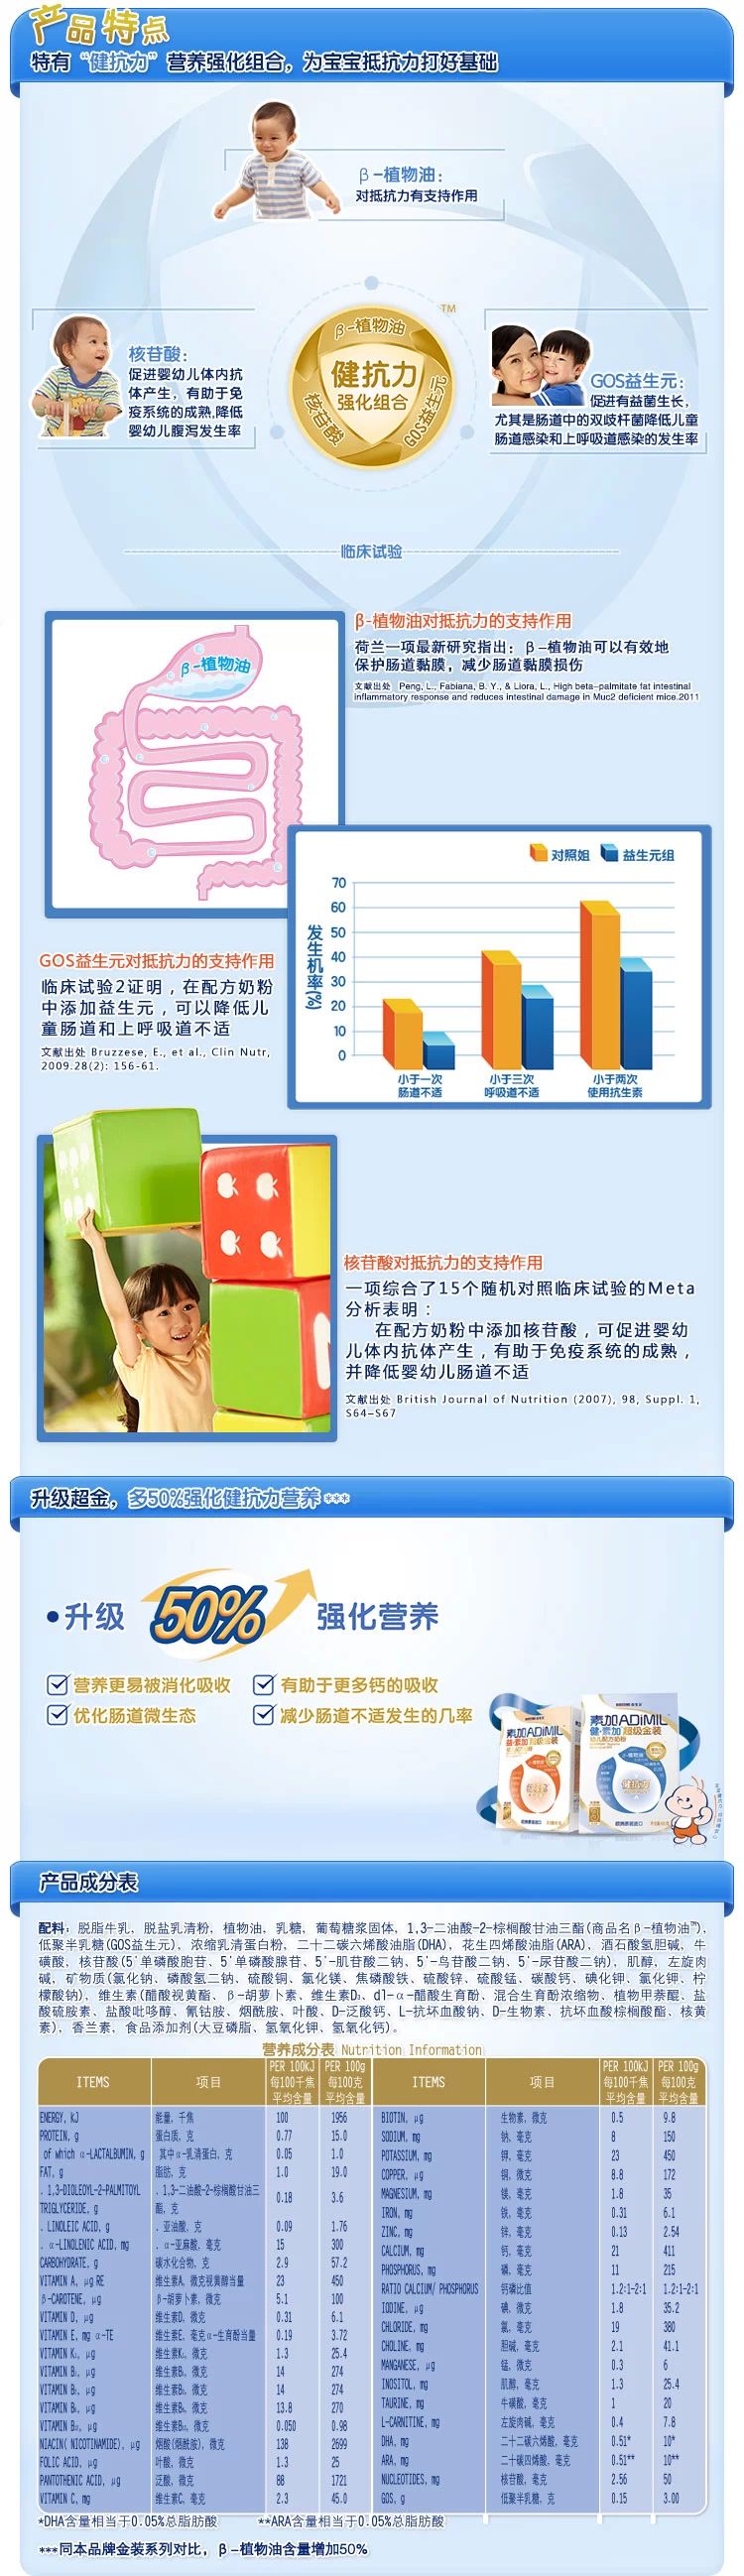 产品特点
特有“健抗力”营养强化组合，为宝宝抵抗力打好基础
β-植物油：
对抵抗力有支持作用
核苷酸：
促进婴幼儿体内抗
体产生，有助于免
疫系统的成熟,降低
婴幼儿腹泻发生率
TM
β-植物油
健抗力
强化组合
核苷酸
GOS益生元
GOS益生元：
促进有益菌生长，
尤其是肠道中的双歧杆菌降低儿童
肠道感染和上呼吸道感染的发生率
临床试验
β-植物油
β-植物油对抵抗力的支持作用
荷兰一项最新研究指出：β-植物油可以有效地
保护肠道黏膜，减少肠道黏膜损伤
文献出处 Peng, L., Fabiana, B. Y., & Liora, L., High beta-palmitate fat intestinal
inflammatory response and reduces intestinal damage in Muc2 deficient mice.2011
GOS益生元对抵抗力的支持作用
临床试验2证明，在配方奶粉
中添加益生元，可以降低儿
童肠道和上呼吸道不适
文献出处 Bruzzese, E., et al., Clin Nutr,
2009.28(2): 156-61.
对照姐 益生元组
发生机率(%)
70
60
50
40
30
20
10
0
小于一次
肠道不适
小于三次
呼吸道不适
小于两次
使用抗生素
核苷酸对抵抗力的支持作用
一项综合了15个随机对照临床试验的Meta
分析表明：
在配方奶粉中添加核苷酸，可促进婴幼
儿体内抗体产生，有助于免疫系统的成熟，
并降低婴幼儿肠道不适
文献出处 British Journal of Nutrition (2007), 98, Suppl. 1,
S64–S67
升级超金，多50%强化健抗力营养***
•升级 50% 强化营养
营养更易被消化吸收 有助于更多钙的吸收
优化肠道微生态 减少肠道不适发生的几率
素加ADiMIL
益·素加 超级金装
素加ADiMIL
健·素加 超级金装
幼儿配方奶粉
健抗力
产品成分表
配料：脱脂牛乳，脱盐乳清粉，植物油，乳糖，葡萄糖浆固体，1,3-二油酸-2-棕榈酸甘油三酯(商品名β-植物油™)，
低聚半乳糖(GOS益生元)，浓缩乳清蛋白粉，二十二碳六烯酸油脂(DHA)，花生四烯酸油脂(ARA)，酒石酸氢胆碱，牛
磺酸，核苷酸(5'单磷酸胞苷、5'单磷酸腺苷、5'-肌苷酸二钠、5'-鸟苷酸二钠、5'-尿苷酸二钠)，肌醇，左旋肉
碱，矿物质(氯化钠、磷酸氢二钠、硫酸铜、氯化镁、焦磷酸铁、硫酸锌、硫酸锰、碳酸钙、碘化钾、氯化钾、柠
檬酸钠)，维生素(醋酸视黄酯、β-胡萝卜素、维生素D₃、dl-α-醋酸生育酚、混合生育酚浓缩物、植物甲萘醌、盐
酸硫胺素、盐酸吡哆醇、氰钴胺、烟酰胺、叶酸、D-泛酸钙、L-抗坏血酸钠、D-生物素、抗坏血酸棕榈酸酯、核黄
素)，香兰素，食品添加剂(大豆磷脂，氢氧化钾、氢氧化钙)。
营养成分表 Nutrition Information
ITEMS 项目 PER 100kJ 每100千焦 平均含量 PER 100g 每100克 平均含量
ENERGY, KJ 能量，千焦 100 1956
PROTEIN, g 蛋白质，克 0.77 15.0
of which α-LACTALBUMIN, g 其中α-乳清蛋白，克 0.05 1.0
FAT, g 脂肪，克 1.0 19.0
. 1,3-DIOLEOYL-2-PALMITOYL TRIGLYCERIDE, g . 1,3-二油酸-2-棕榈酸甘油三酯，克 0.18 3.6
. LINOLEIC ACID, g . 亚油酸，克 0.09 1.76
. α-LINOLENIC ACID, mg . α-亚麻酸，毫克 15 300
CARBOHYDRATE, g 碳水化合物，克 2.9 57.2
VITAMIN A, μg RE 维生素A，微克视黄醇当量 23 450
β-CAROTENE, μg β-胡萝卜素，微克 5.1 100
VITAMIN D, μg 维生素D，微克 0.31 6.1
VITAMIN E, mg α-TE 维生素E，毫克α-生育酚当量 0.19 3.72
VITAMIN K₁, μg 维生素K₁，微克 1.3 25.4
VITAMIN B₁, μg 维生素B₁，微克 14 274
VITAMIN B₂, μg 维生素B₂，微克 14 274
VITAMIN B₆, μg 维生素B₆，微克 13.8 270
VITAMIN B₁₂, μg 维生素B₁₂，微克 0.050 0.98
NIACIN( NICOTINAMIDE), μg 烟酸(烟酰胺)，微克 138 2699
FOLIC ACID, μg 叶酸，微克 1.3 25
PANTOTHENIC ACID, μg 泛酸，微克 88 1721
VITAMIN C, mg 维生素C，毫克 2.3 45.0
ITEMS 项目 PER 100kJ 每100千焦 平均含量 PER 100g 每100克 平均含量
BIOTIN, μg 生物素，微克 0.5 9.8
SODIUM, mg 钠，毫克 8 150
POTASSIUM, mg 钾，毫克 23 450
COPPER, μg 铜，微克 8.8 172
MAGNESIUM, mg 镁，毫克 1.8 35
IRON, mg 铁，毫克 0.31 6.1
ZINC, mg 锌，毫克 0.13 2.54
CALCIUM, mg 钙，毫克 21 411
PHOSPHORUS, mg 磷，毫克 11 215
RATIO CALCIUM/ PHOSPHORUS 钙磷比值 1.2:1-2:1 1.2:1-2:1
IODINE, μg 碘，微克 1.8 35.2
CHLORIDE, mg 氯，毫克 19 380
CHOLINE, mg 胆碱，毫克 2.1 41.1
MANGANESE, μg 锰，微克 0.3 6
INOSITOL, mg 肌醇，毫克 1.3 25.4
TAURINE, mg 牛磺酸，毫克 1 20
L-CARNITINE, mg 左旋肉碱，毫克 0.4 7.8
DHA, mg 二十二碳六烯酸，毫克 0.51* 10*
ARA, mg 二十碳四烯酸，毫克 0.51** 10**
NUCLEOTIDES, mg 核苷酸，毫克 2.56 50
GOS, g 低聚半乳糖，克 0.15 3.00
*DHA含量相当于0.05%总脂肪酸 **ARA含量相当于0.05%总脂肪酸
***同本品牌金装系列对比，β-植物油含量增加50%